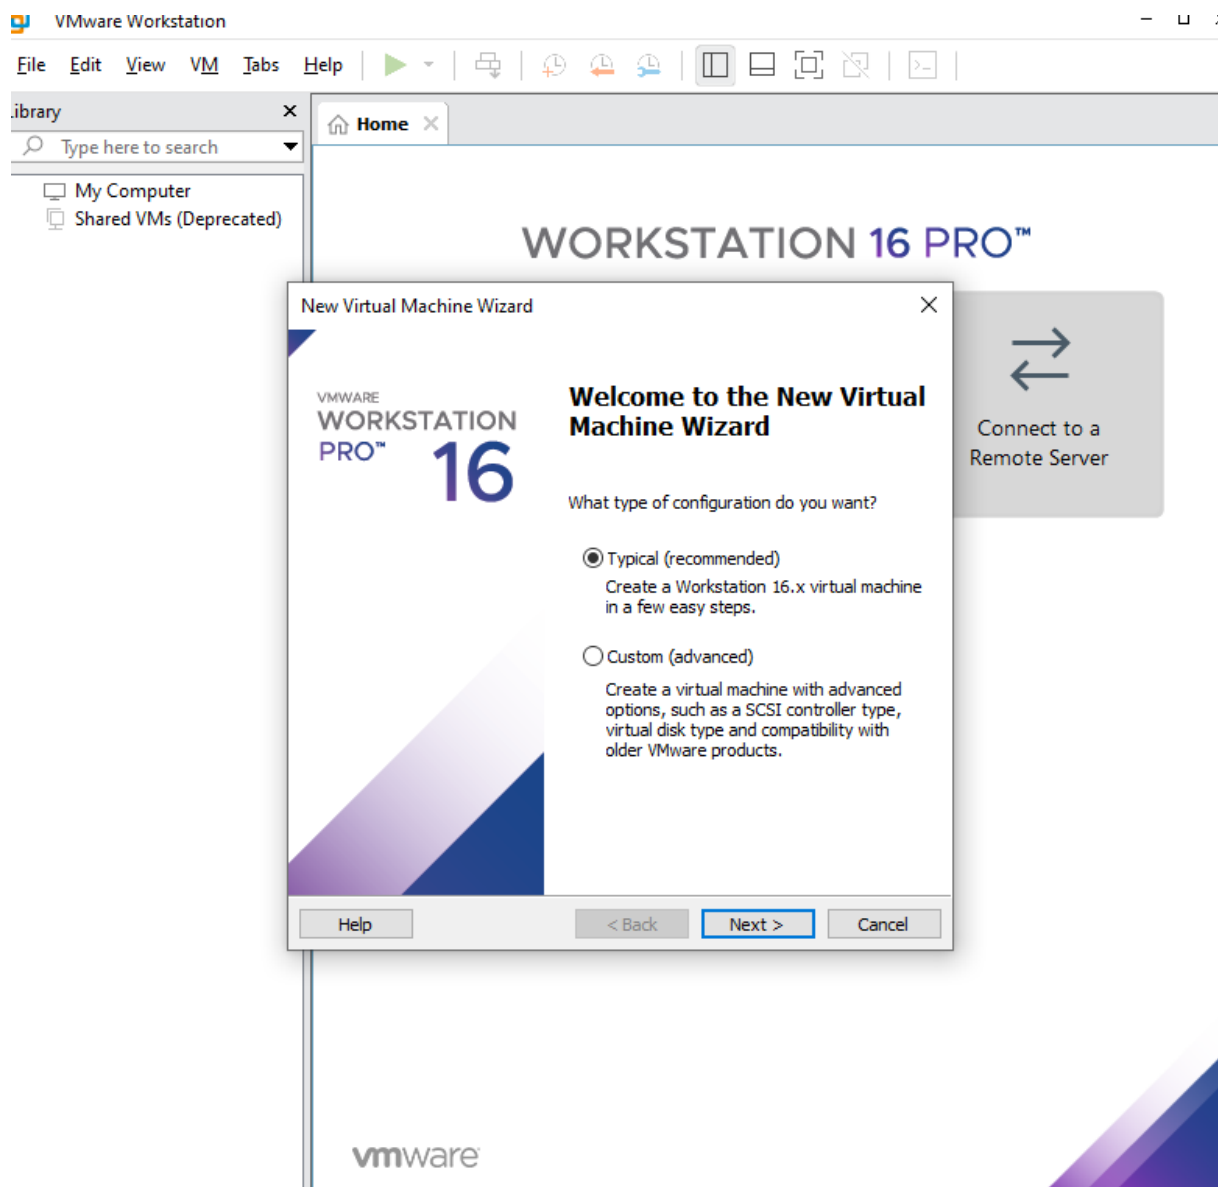 VMware Workstation
File Edit View VM Tabs Help
Library
Home
Type here to search
My Computer
Shared VMs (Deprecated)
WORKSTATION 16 PRO™
New Virtual Machine Wizard
VMWARE
WORKSTATION
PRO™ 16
Welcome to the New Virtual
Machine Wizard
What type of configuration do you want?
Typical (recommended)
Create a Workstation 16.x virtual machine
in a few easy steps.
Custom (advanced)
Create a virtual machine with advanced
options, such as a SCSI controller type,
virtual disk type and compatibility with
older VMware products.
Help < Back Next > Cancel
Connect to a
Remote Server
vmware